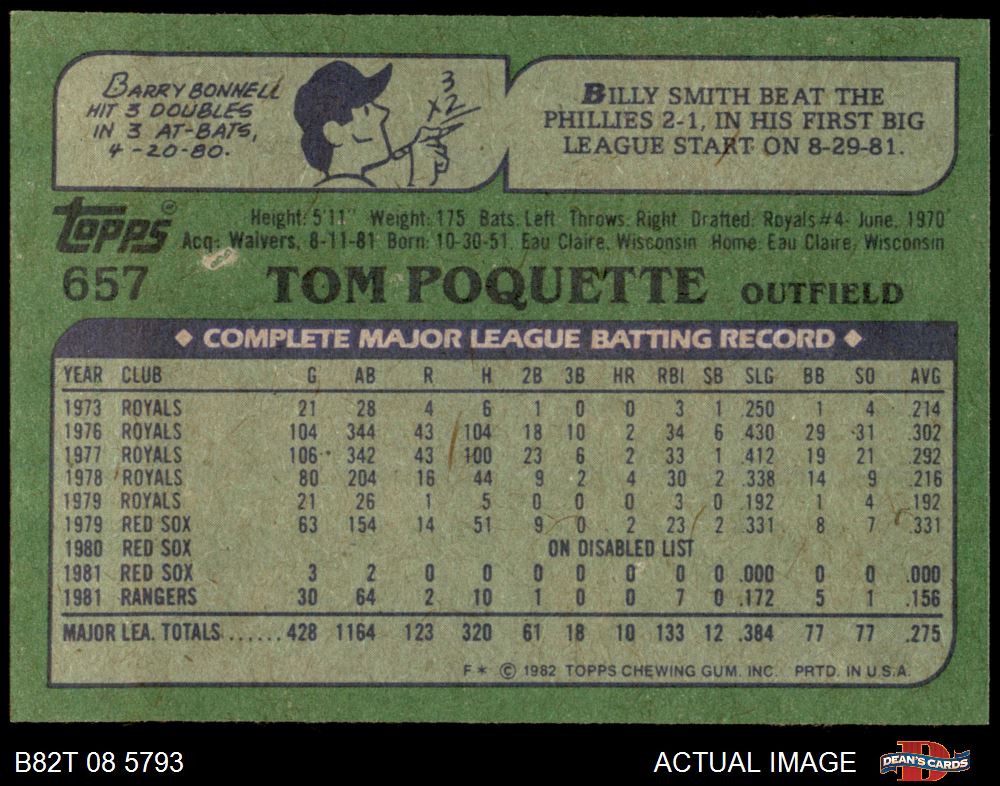 BARRY BONNELL
HIT 3 DOUBLES
IN 3 AT-BATS,
4-20-80.
3
x2
BILLY SMITH BEAT THE
PHILLIES 2-1, IN HIS FIRST BIG
LEAGUE START ON 8-29-81.
topps®
Height: 5'11" Weight: 175 Bats: Left Throws: Right Drafted: Royals #4- June, 1970
Acq: Waivers, 8-11-81 Born: 10-30-51, Eau Claire, Wisconsin Home: Eau Claire, Wisconsin
657 TOM POQUETTE OUTFIELD
◆ COMPLETE MAJOR LEAGUE BATTING RECORD ◆
YEAR CLUB G AB R H 2B 3B HR RBI SB SLG BB SO AVG
1973 ROYALS 21 28 4 6 1 0 0 3 1 .250 1 4 .214
1976 ROYALS 104 344 43 104 18 10 2 34 6 .430 29 31 .302
1977 ROYALS 106 342 43 100 23 6 2 33 1 .412 19 21 .292
1978 ROYALS 80 204 16 44 9 2 4 30 2 .338 14 9 .216
1979 ROYALS 21 26 1 5 0 0 0 3 0 .192 1 4 .192
1979 RED SOX 63 154 14 51 9 0 2 23 2 .331 8 7 .331
1980 RED SOX ON DISABLED LIST
1981 RED SOX 3 2 0 0 0 0 0 0 0 .000 0 0 .000
1981 RANGERS 30 64 2 10 1 0 0 7 0 .172 5 1 .156
MAJOR LEA. TOTALS...... 428 1164 123 320 61 18 10 133 12 .384 77 77 .275
F* © 1982 TOPPS CHEWING GUM, INC. PRTD. IN U.S.A.
B82T 08 5793 ACTUAL IMAGE DEAN'S CARDS